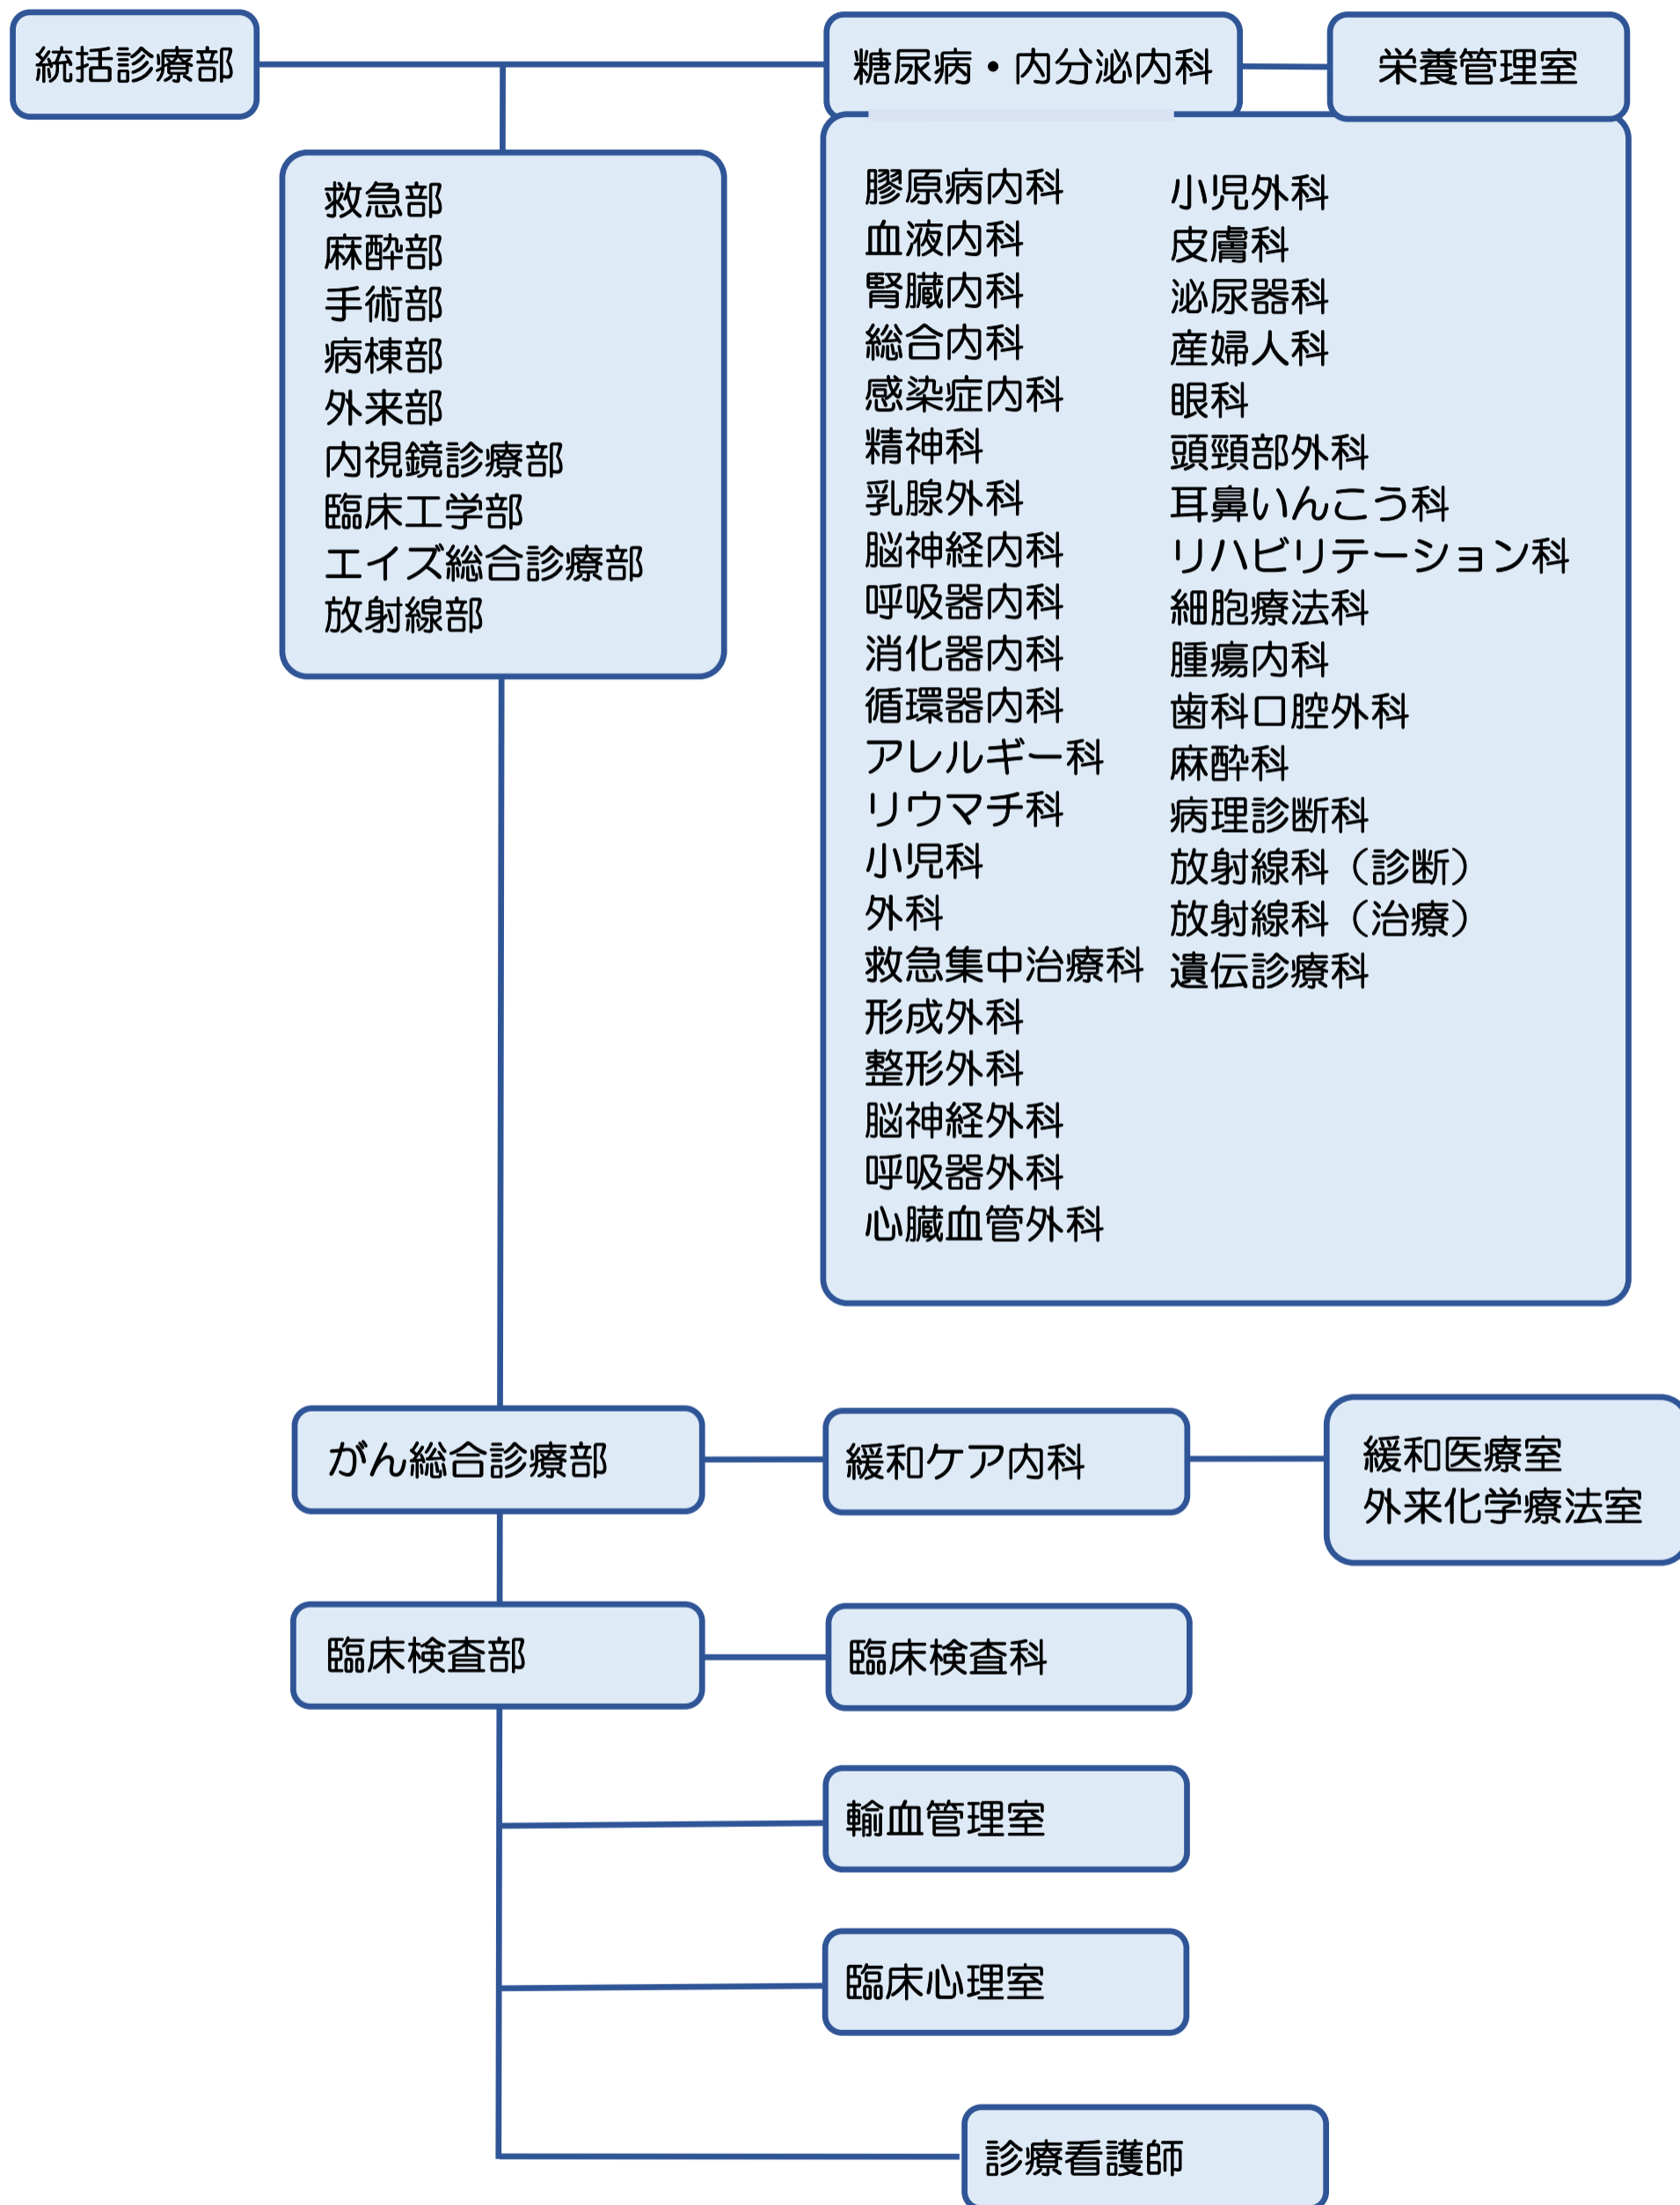 統括診療部
糖尿病・内分泌内科
栄養管理室
救急部
麻酔部
手術部
病棟部
外来部
内視鏡診療部
臨床工学部
エイズ総合診療部
放射線部
膠原病内科
血液内科
腎臓内科
総合内科
感染症内科
精神科
乳腺外科
脳神経内科
呼吸器内科
消化器内科
循環器内科
アレルギー科
リウマチ科
小児科
外科
救急集中治療科
形成外科
整形外科
脳神経外科
呼吸器外科
心臓血管外科
小児外科
皮膚科
泌尿器科
産婦人科
眼科
頭頸部外科
耳鼻いんこう科
リハビリテーション科
細胞療法科
腫瘍内科
歯科口腔外科
麻酔科
病理診断科
放射線科（診断）
放射線科（治療）
遺伝診療科
がん総合診療部
緩和ケア内科
緩和医療室
外来化学療法室
臨床検査部
臨床検査科
輸血管理室
臨床心理室
診療看護師